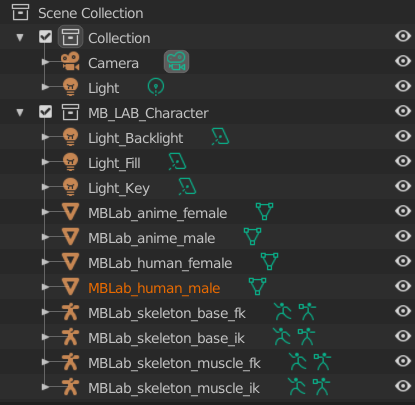 Scene Collection
Collection
Camera
Light
MB_LAB_Character
Light_Backlight
Light_Fill
Light_Key
MBLab_anime_female
MBLab_anime_male
MBLab_human_female
MBLab_human_male
MBLab_skeleton_base_fk
MBLab_skeleton_base_ik
MBLab_skeleton_muscle_fk
MBLab_skeleton_muscle_ik